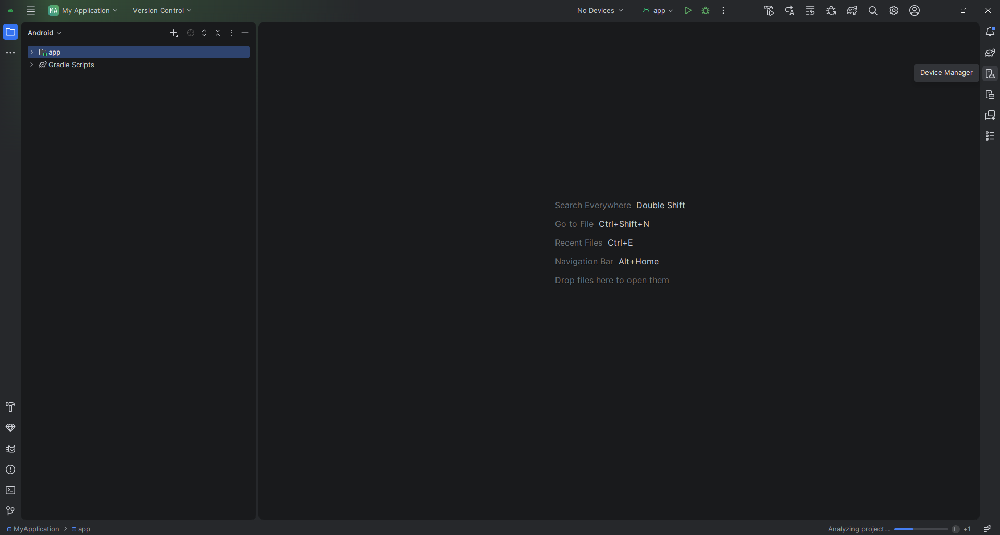 MA My Application
Version Control
No Devices
app
Android
app
Gradle Scripts
Device Manager
Search Everywhere Double Shift
Go to File Ctrl+Shift+N
Recent Files Ctrl+E
Navigation Bar Alt+Home
Drop files here to open them
MyApplication > app
Analyzing project... +1